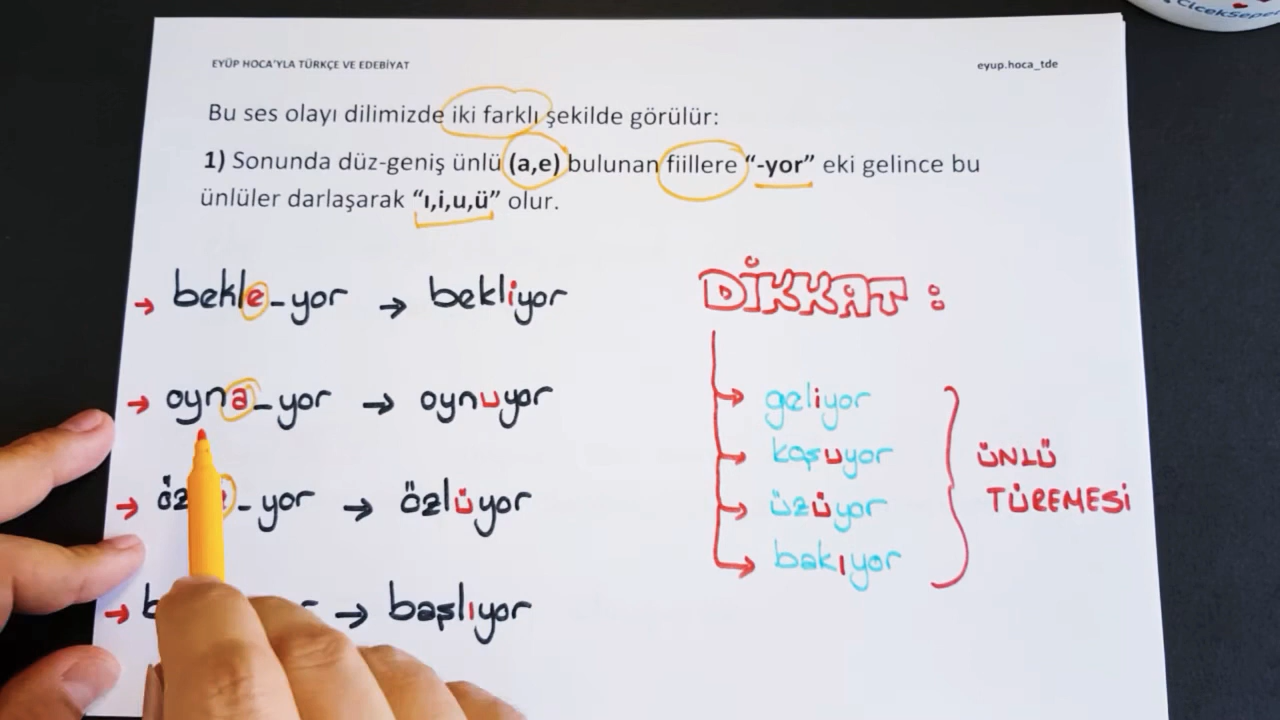 ÇiçekSepeti
EYÜP HOCA'YLA TÜRKÇE VE EDEBİYAT
eyup.hoca_tde
Bu ses olayı dilimizde iki farklı şekilde görülür:
1) Sonunda düz-geniş ünlü (a,e) bulunan fiillere “-yor” eki gelince bu
ünlüler darlaşarak “ı,i,u,ü” olur.
→ bekle-yor → bekliyor
→ oyna-yor → oynuyor
→ -yor → özlüyor
→ → başlıyor
DİKKAT :
geliyor
koşuyor
üzüyor
bakıyor
ÜNLÜ
TÜREMESİ